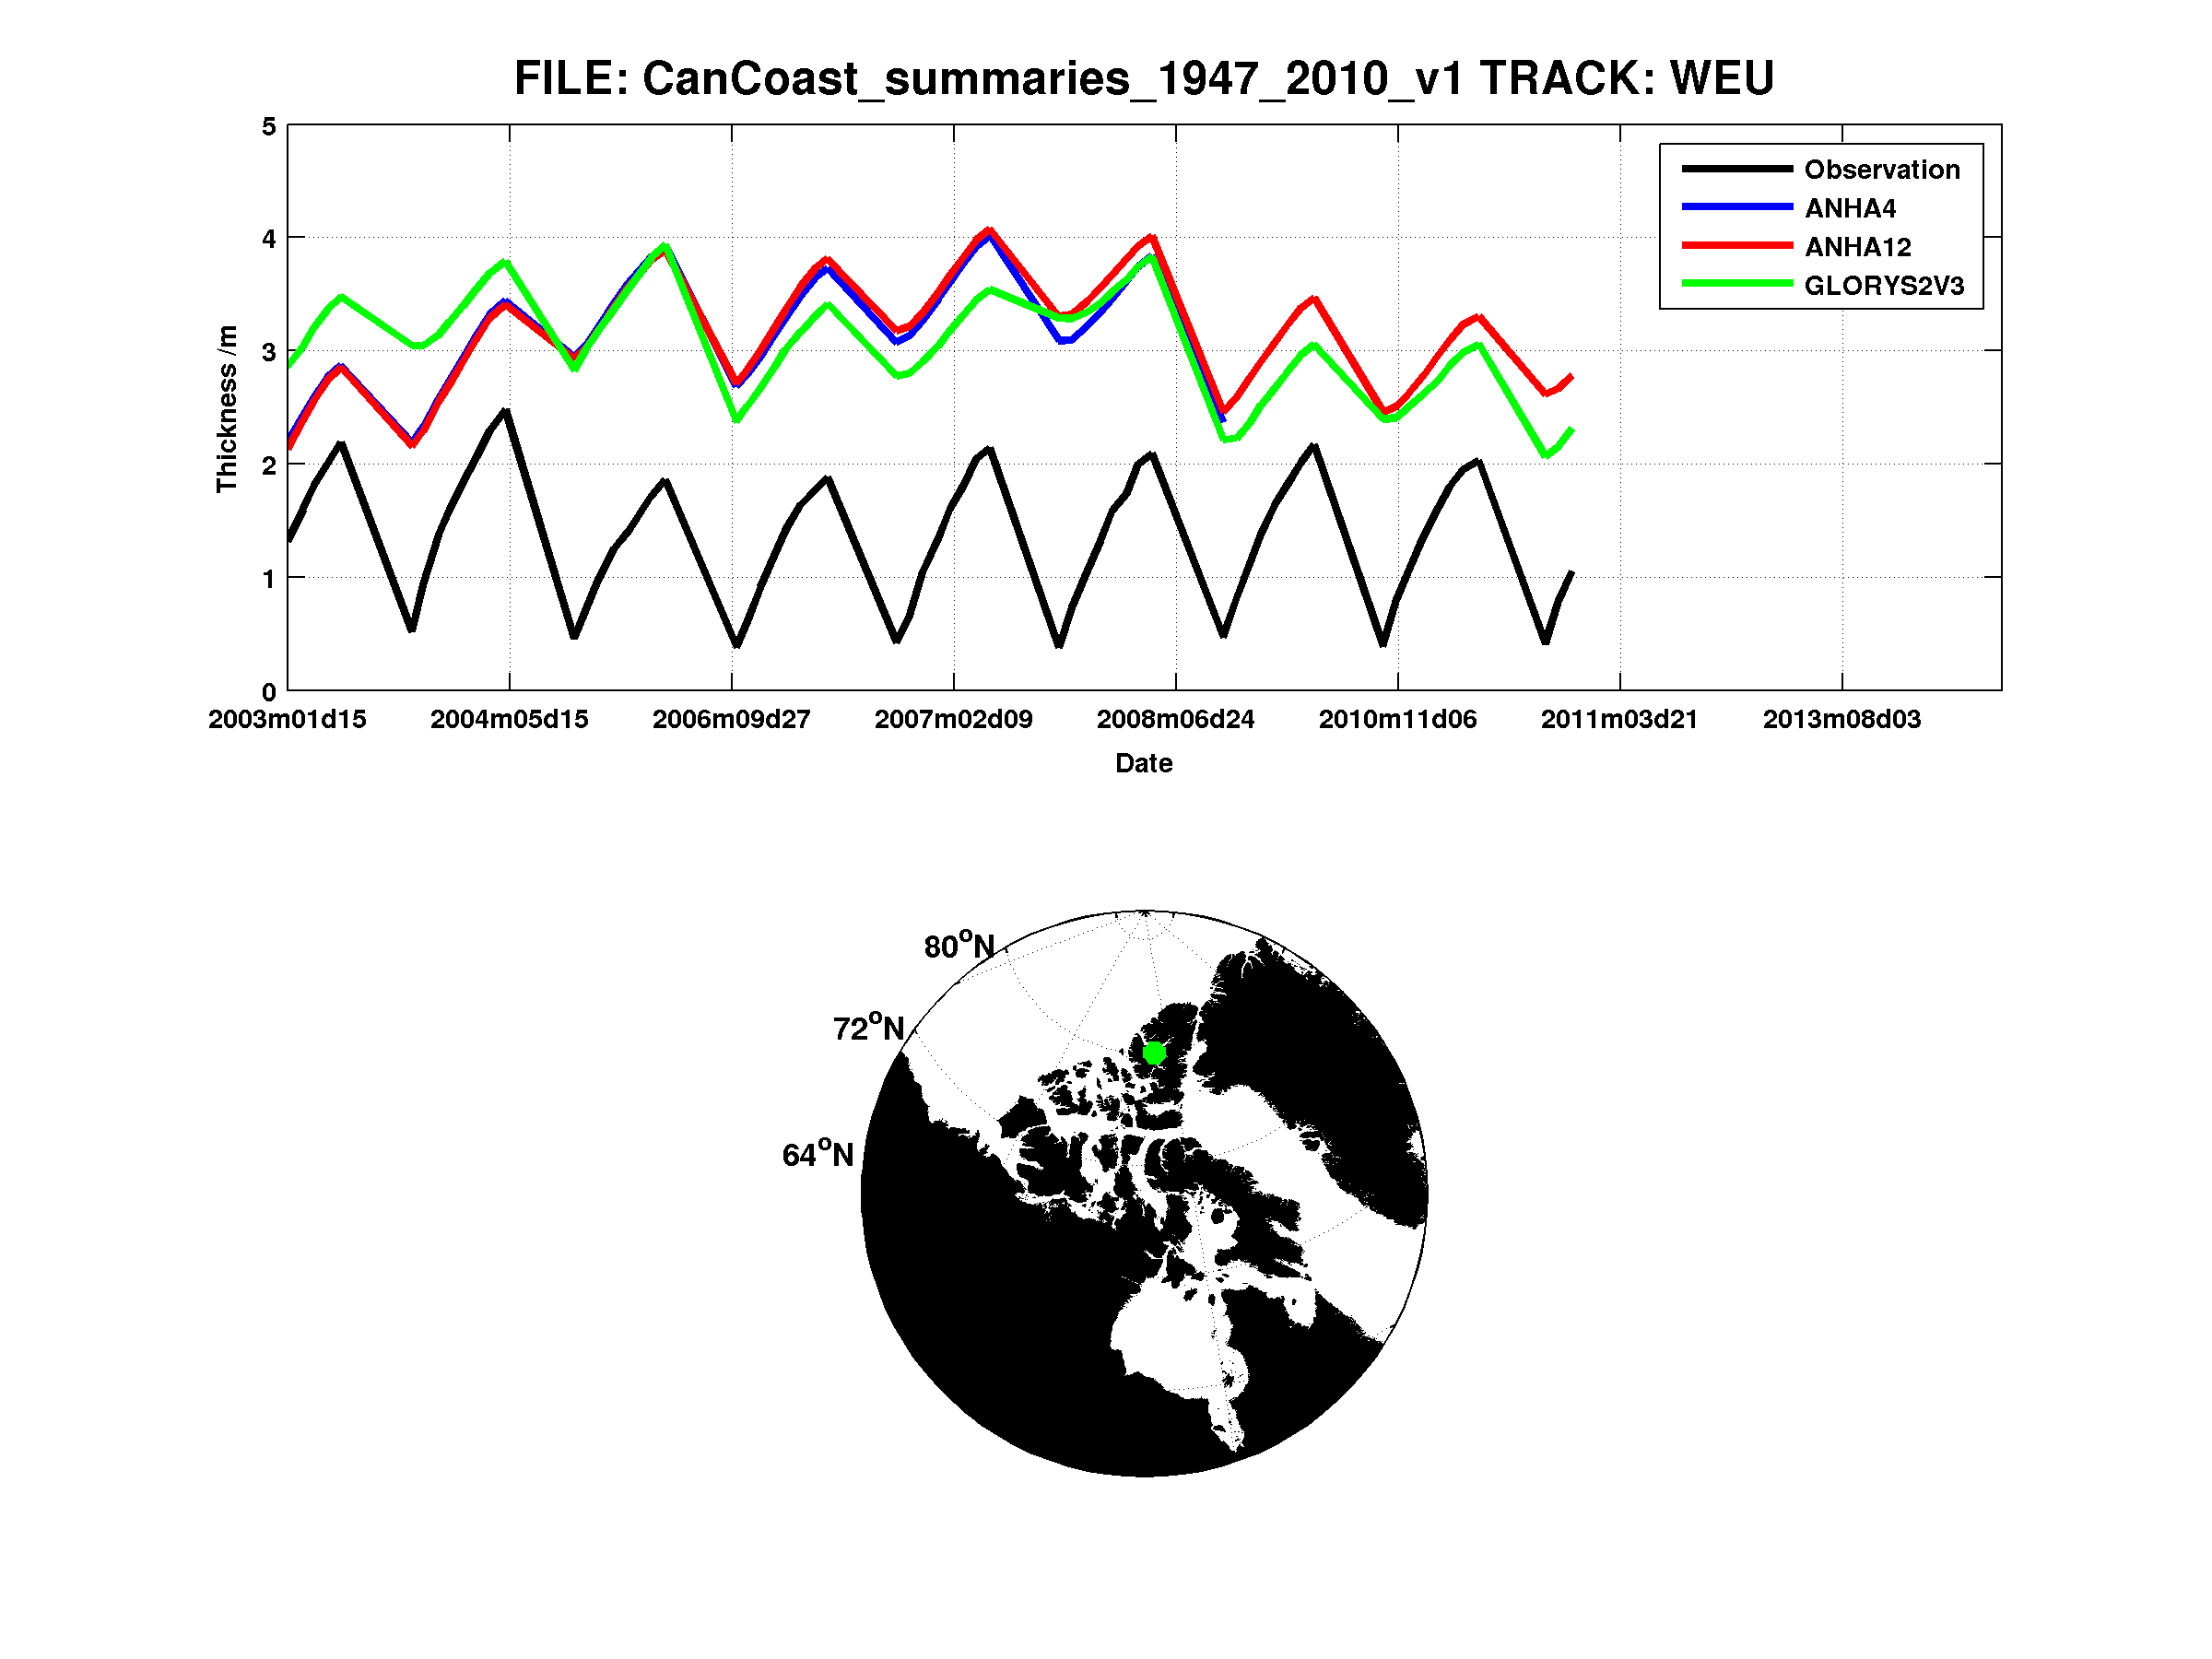 FILE: CanCoast_summaries_1947_2010_v1 TRACK: WEU
5
4
3
2
1
0
Thickness /m
Observation
ANHA4
ANHA12
GLORYS2V3
2003m01d15 2004m05d15 2006m09d27 2007m02d09 2008m06d24 2010m11d06 2011m03d21 2013m08d03
Date
80°N
72°N
64°N